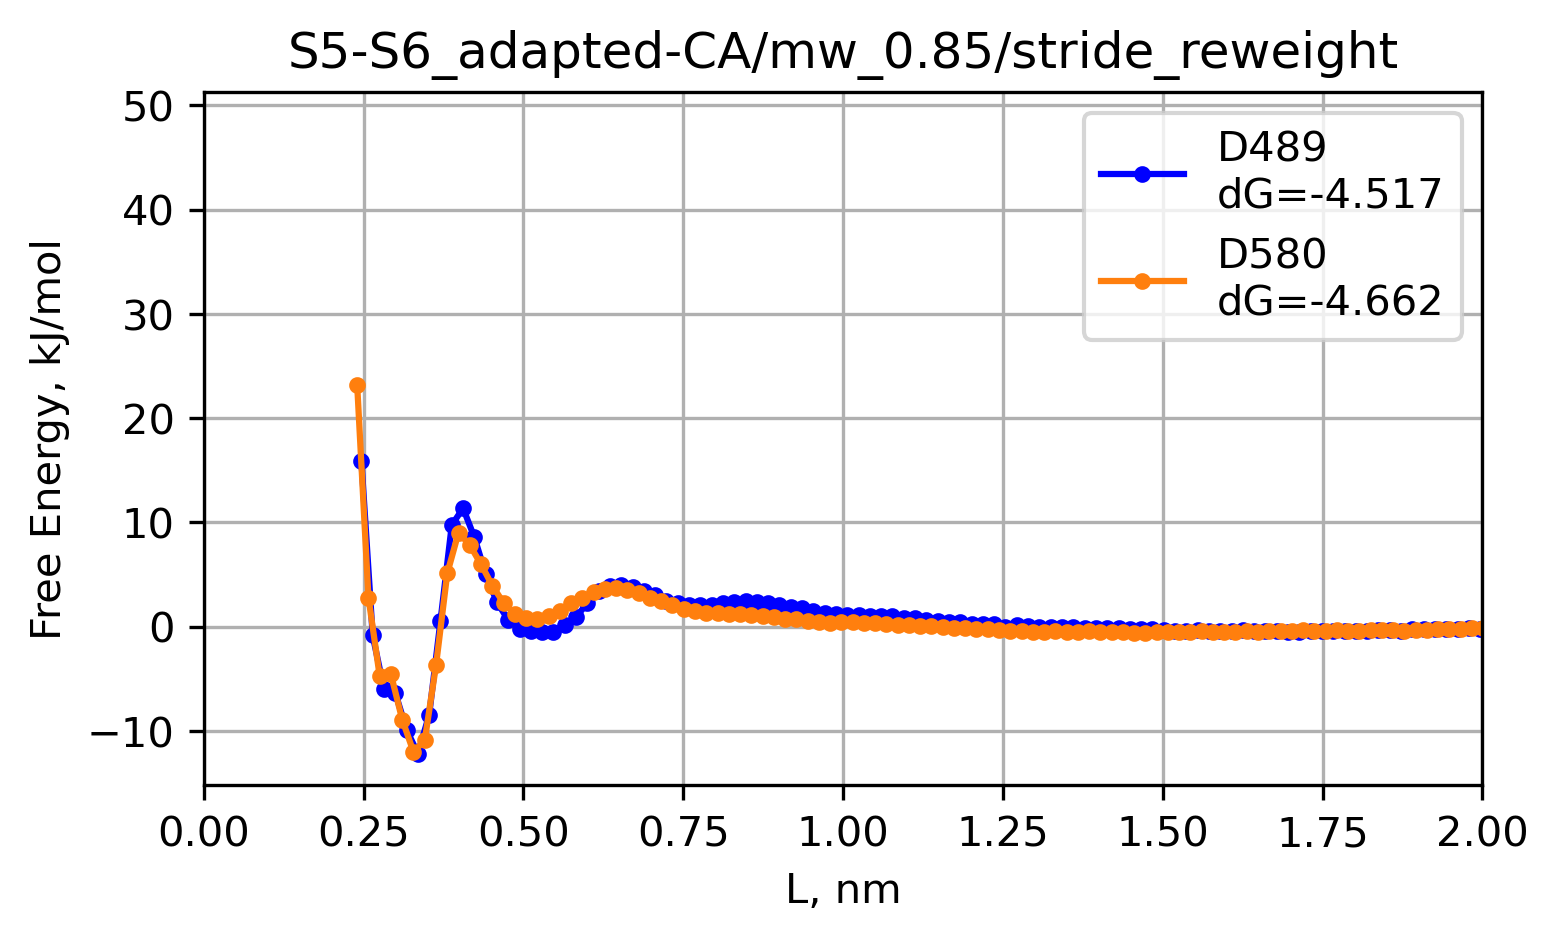 S5-S6_adapted-CA/mw_0.85/stride_reweight
50
40
30
20
10
0
−10
Free Energy, kJ/mol
D489
dG=-4.517
D580
dG=-4.662
0.00 0.25 0.50 0.75 1.00 1.25 1.50 1.75 2.00
L, nm